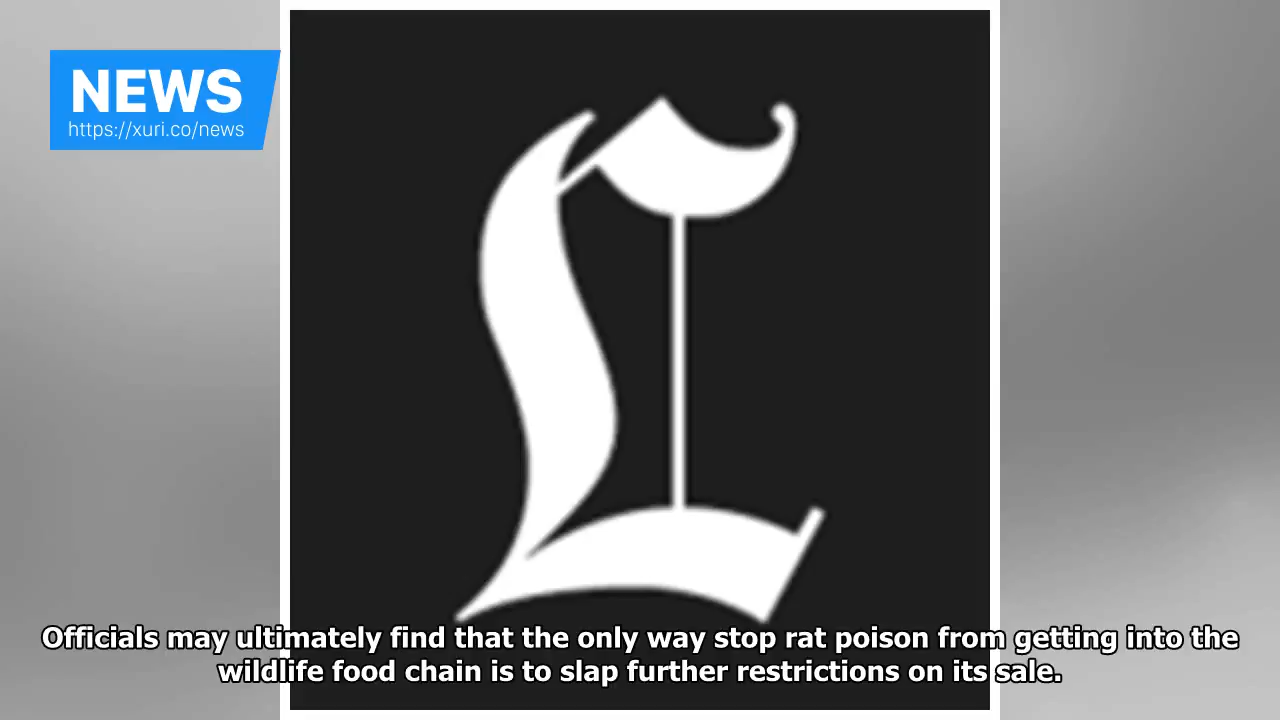 NEWS
https://xuri.co/news
L
Officials may ultimately find that the only way stop rat poison from getting into the
wildlife food chain is to slap further restrictions on its sale.